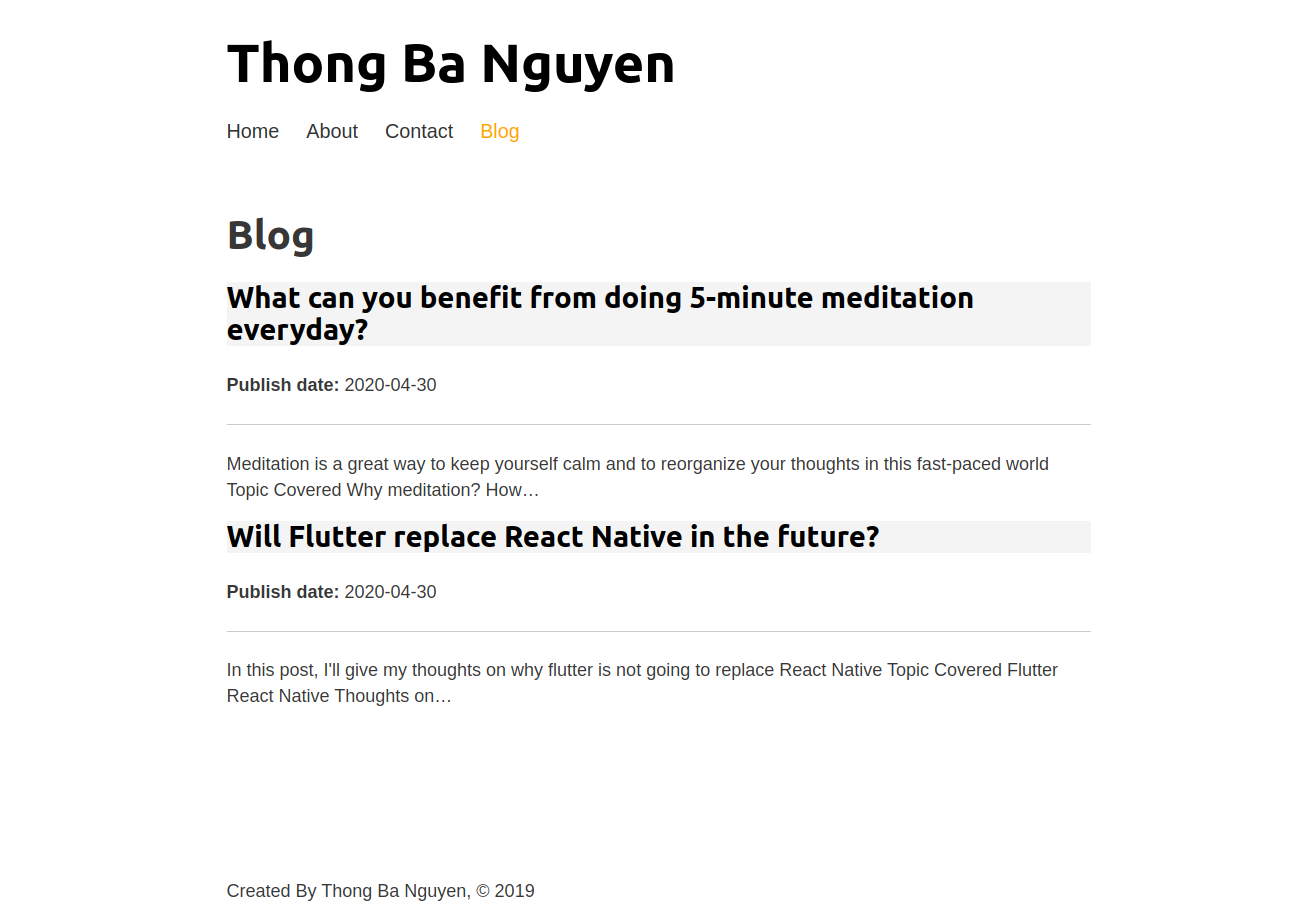 Thong Ba Nguyen
Home About Contact Blog
Blog
What can you benefit from doing 5-minute meditation
everyday?
Publish date: 2020-04-30
Meditation is a great way to keep yourself calm and to reorganize your thoughts in this fast-paced world
Topic Covered Why meditation? How…
Will Flutter replace React Native in the future?
Publish date: 2020-04-30
In this post, I'll give my thoughts on why flutter is not going to replace React Native Topic Covered Flutter
React Native Thoughts on…
Created By Thong Ba Nguyen, © 2019